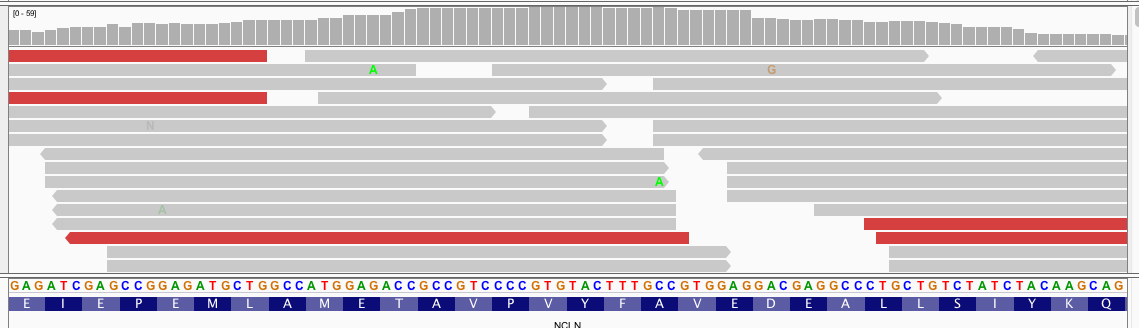 [0 - 59]
A G
N
A
A
GAGATCGAGCCGGAGATGCTGGCCATGGAGACCGCCGTCCCCGTGTACTTTGCCGTGGAGGACGAGGCCCTGCTGTCTATCTACAAGCAG
E I E P E M L A M E T A V P V Y F A V E D E A L L S I Y K Q
NCLN